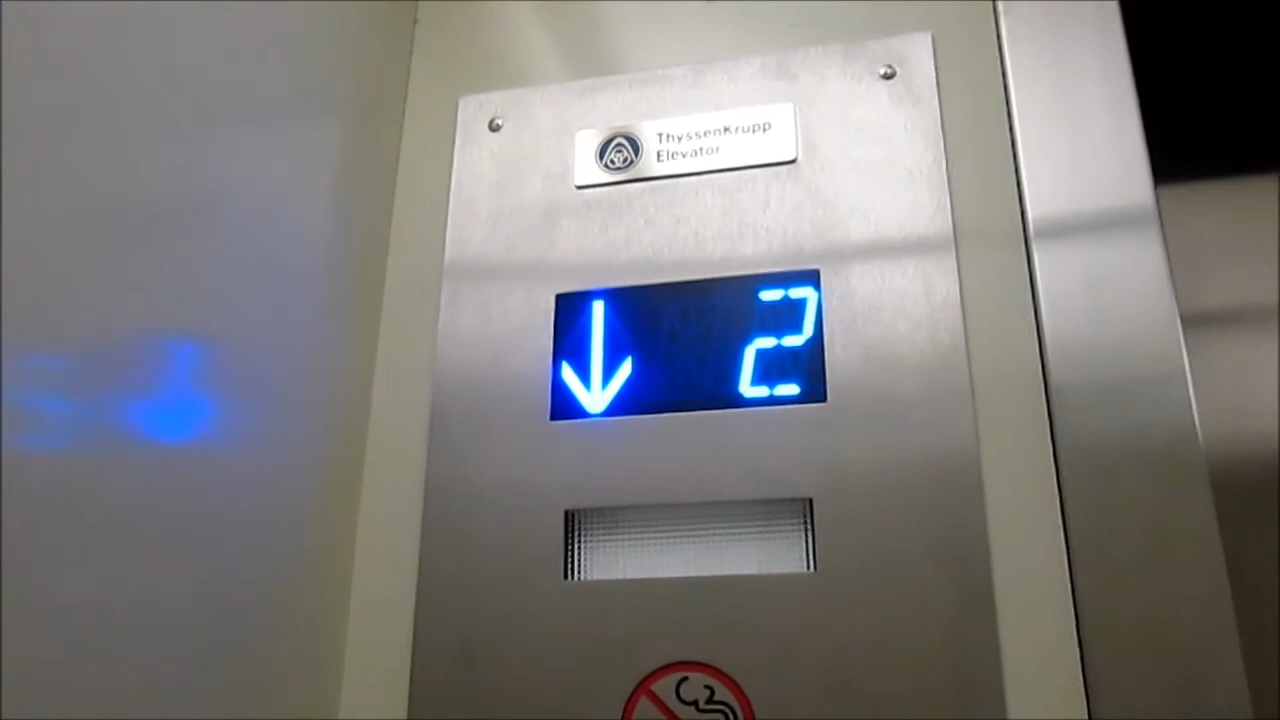 ThyssenKrupp
Elevator
↓ 2